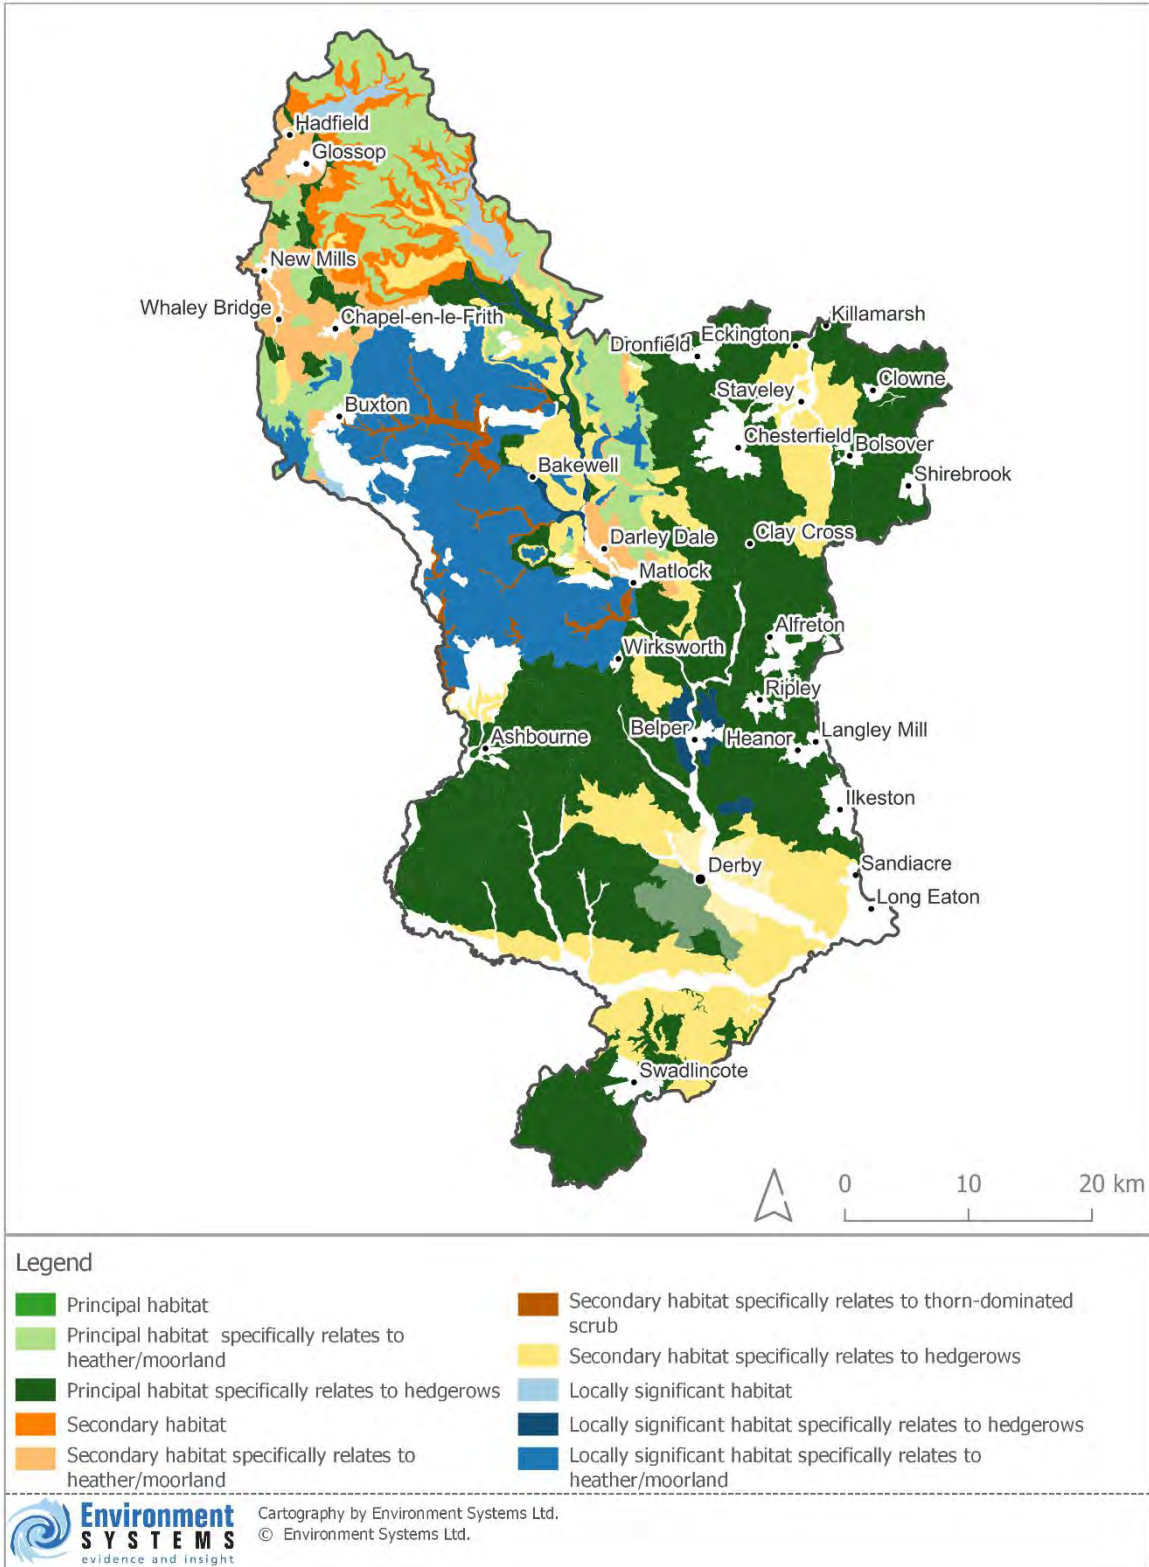 Hadfield
Glossop
New Mills
Whaley Bridge
Chapel-en-le-Frith
Killamarsh
Dronfield
Eckington
Staveley
Clowne
Buxton
Chesterfield
Bolsover
Bakewell
Shirebrook
Darley Dale
Clay Cross
Matlock
Alfreton
Wirksworth
Ripley
Ashbourne
Belper
Heanor
Langley Mill
Ilkeston
Derby
Sandiacre
Long Eaton
Swadlincote
0 10 20 km
Legend
Principal habitat
Principal habitat specifically relates to
heather/moorland
Principal habitat specifically relates to hedgerows
Secondary habitat
Secondary habitat specifically relates to
heather/moorland
Secondary habitat specifically relates to thorn-dominated
scrub
Secondary habitat specifically relates to hedgerows
Locally significant habitat
Locally significant habitat specifically relates to hedgerows
Locally significant habitat specifically relates to
heather/moorland
Environment
SYSTEMS
evidence and insight
Cartography by Environment Systems Ltd.
© Environment Systems Ltd.